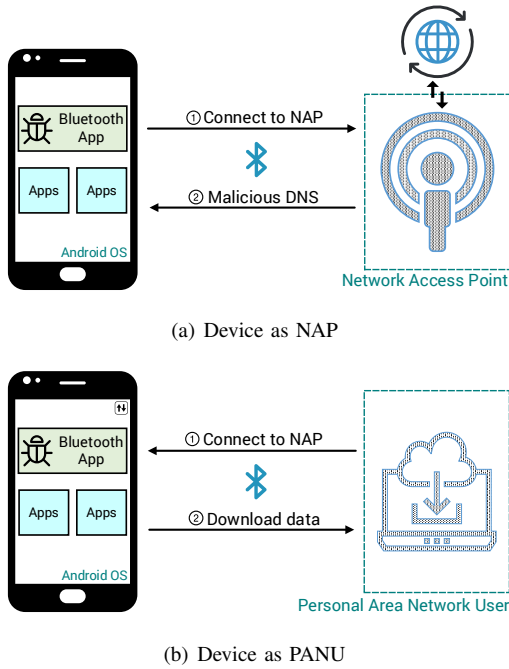 ① Connect to NAP
Bluetooth
App
② Malicious DNS
Apps
Apps
Android OS
Network Access Point
(a) Device as NAP
① Connect to NAP
Bluetooth
App
② Download data
Apps
Apps
Android OS
Personal Area Network User
(b) Device as PANU